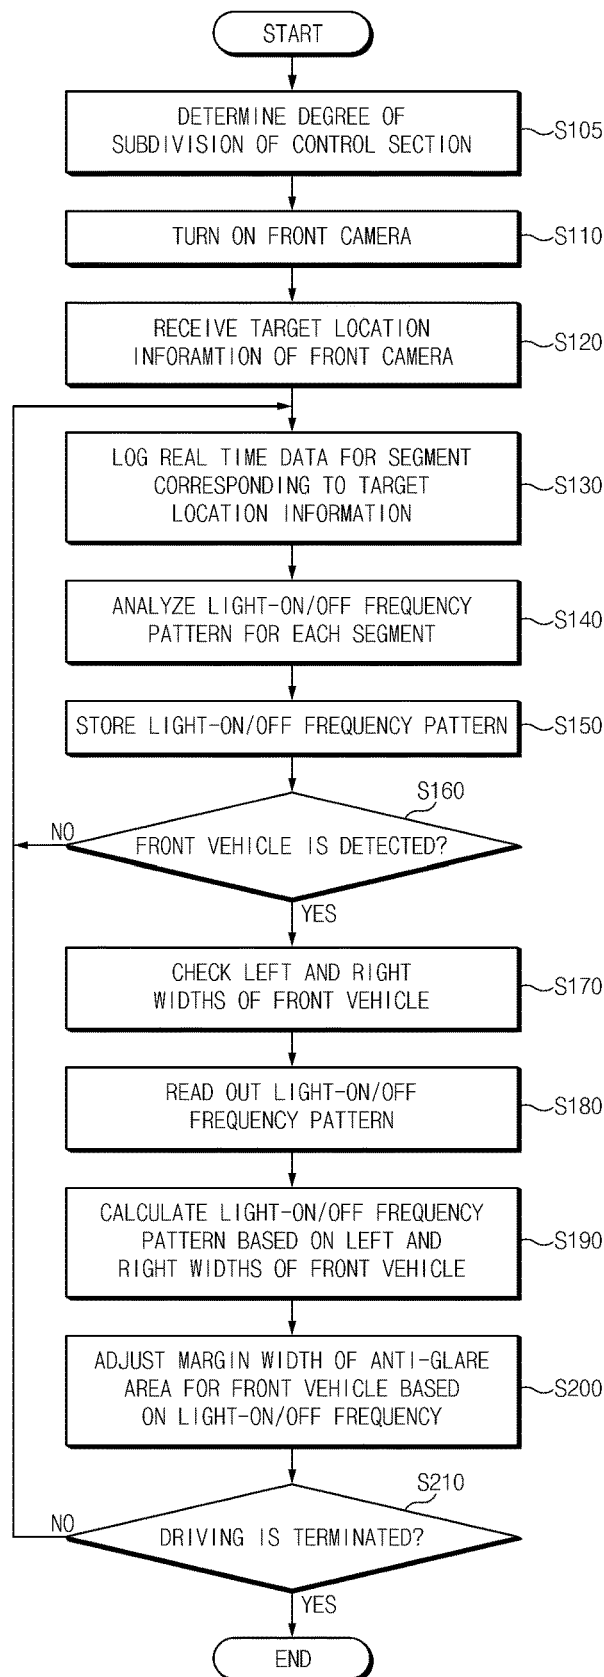 START
DETERMINE DEGREE OF
SUBDIVISION OF CONTROL SECTION
S105
TURN ON FRONT CAMERA
S110
RECEIVE TARGET LOCATION
INFORAMTION OF FRONT CAMERA
S120
LOG REAL TIME DATA FOR SEGMENT
CORRESPONDING TO TARGET
LOCATION INFORMATION
S130
ANALYZE LIGHT-ON/OFF FREQUENCY
PATTERN FOR EACH SEGMENT
S140
STORE LIGHT-ON/OFF FREQUENCY PATTERN
S150
S160
NO
FRONT VEHICLE IS DETECTED?
YES
CHECK LEFT AND RIGHT
WIDTHS OF FRONT VEHICLE
S170
READ OUT LIGHT-ON/OFF
FREQUENCY PATTERN
S180
CALCULATE LIGHT-ON/OFF FREQUENCY
PATTERN BASED ON LEFT AND
RIGHT WIDTHS OF FRONT VEHICLE
S190
ADJUST MARGIN WIDTH OF ANTI-GLARE
AREA FOR FRONT VEHICLE BASED
ON LIGHT-ON/OFF FREQUENCY
S200
S210
NO
DRIVING IS TERMINATED?
YES
END